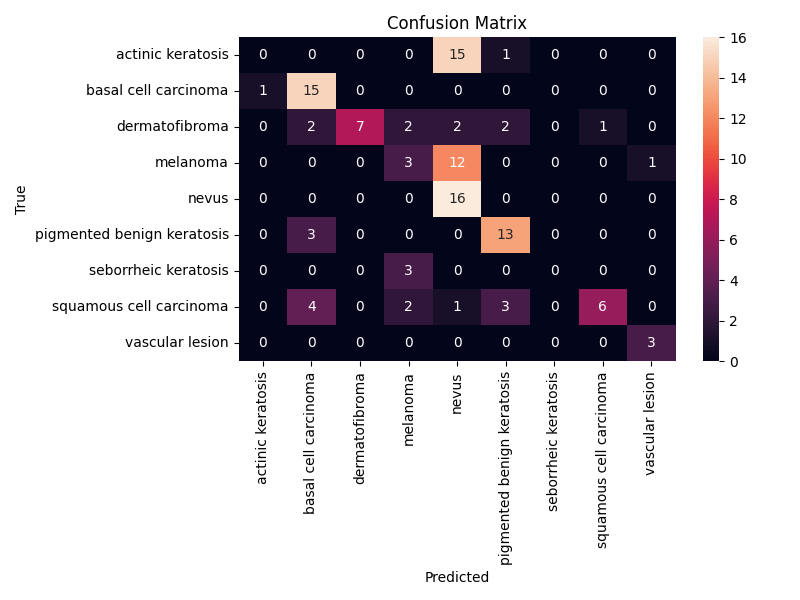 Confusion Matrix
True
actinic keratosis 0 0 0 0 15 1 0 0 0
basal cell carcinoma 1 15 0 0 0 0 0 0 0
dermatofibroma 0 2 7 2 2 2 0 1 0
melanoma 0 0 0 3 12 0 0 0 1
nevus 0 0 0 0 16 0 0 0 0
pigmented benign keratosis 0 3 0 0 0 13 0 0 0
seborrheic keratosis 0 0 0 3 0 0 0 0 0
squamous cell carcinoma 0 4 0 2 1 3 0 6 0
vascular lesion 0 0 0 0 0 0 0 0 3
actinic keratosis
basal cell carcinoma
dermatofibroma
melanoma
nevus
pigmented benign keratosis
seborrheic keratosis
squamous cell carcinoma
vascular lesion
Predicted
16
14
12
10
8
6
4
2
0